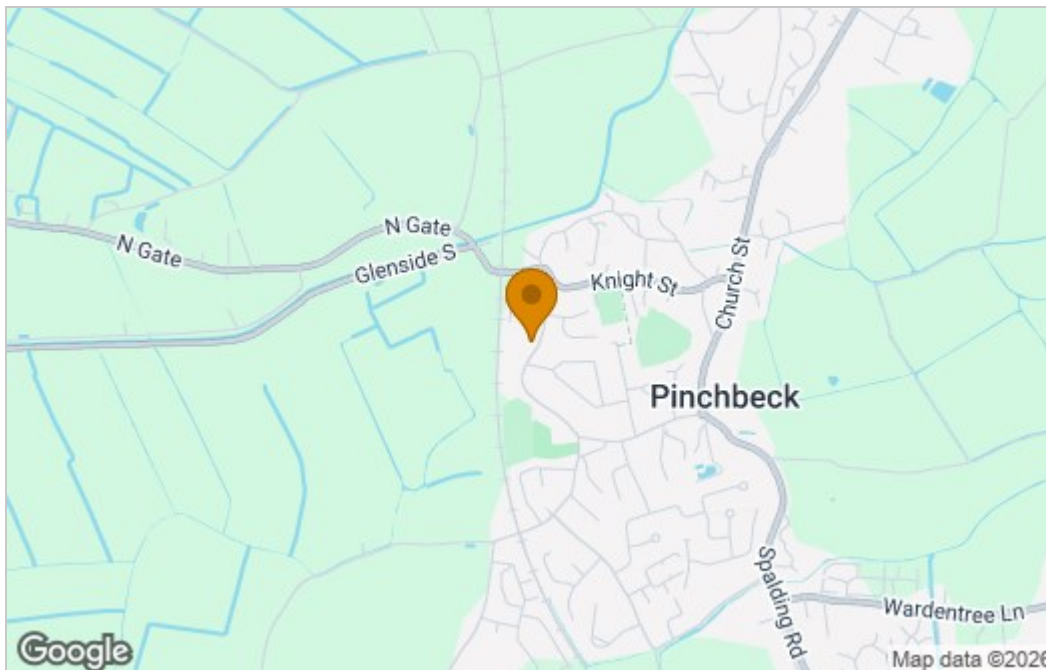 N Gate
N Gate
Glenside S
Knight St
Church St
Pinchbeck
Spalding Rd
Wardentree Ln
Google
Map data ©2026